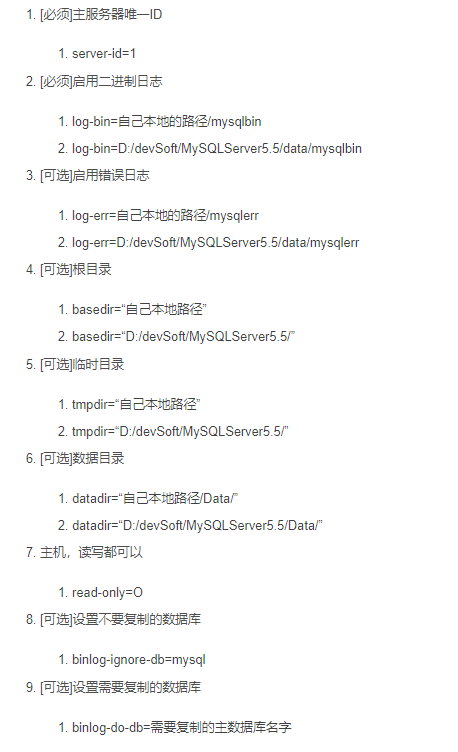 1. [必须]主服务器唯一ID
1. server-id=1
2. [必须]启用二进制日志
1. log-bin=自己本地的路径/mysqlbin
2. log-bin=D:/devSoft/MySQLServer5.5/data/mysqlbin
3. [可选]启用错误日志
1. log-err=自己本地的路径/mysqlerr
2. log-err=D:/devSoft/MySQLServer5.5/data/mysqlerr
4. [可选]根目录
1. basedir=“自己本地路径”
2. basedir=“D:/devSoft/MySQLServer5.5/”
5. [可选]临时目录
1. tmpdir=“自己本地路径”
2. tmpdir=“D:/devSoft/MySQLServer5.5/”
6. [可选]数据目录
1. datadir=“自己本地路径/Data/”
2. datadir=“D:/devSoft/MySQLServer5.5/Data/”
7. 主机，读写都可以
1. read-only=O
8. [可选]设置不要复制的数据库
1. binlog-ignore-db=mysql
9. [可选]设置需要复制的数据库
1. binlog-do-db=需要复制的主数据库名字